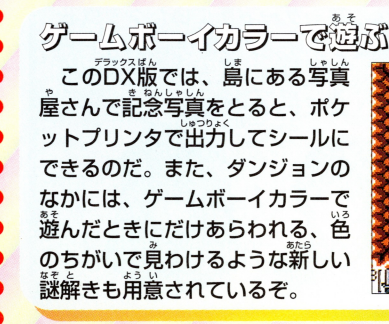 ゲームボーイカラーで遊ぶ
このDX版では、島にある写真
屋さんで記念写真をとると、ポケ
ットプリンタで出力してシールに
できるのだ。また、ダンジョンの
なかには、ゲームボーイカラーで
遊んだときにだけあらわれる、色
のちがいで見わけるような新しい
謎解きも用意されているぞ。